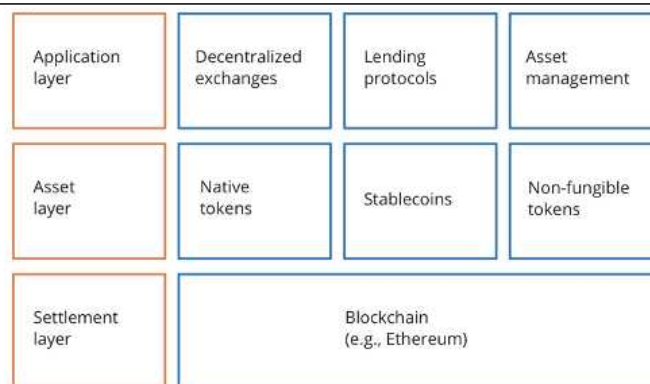 Application
layer
Decentralized
exchanges
Lending
protocols
Asset
management
Asset
layer
Native
tokens
Stablecoins
Non-fungible
tokens
Settlement
layer
Blockchain
(e.g., Ethereum)